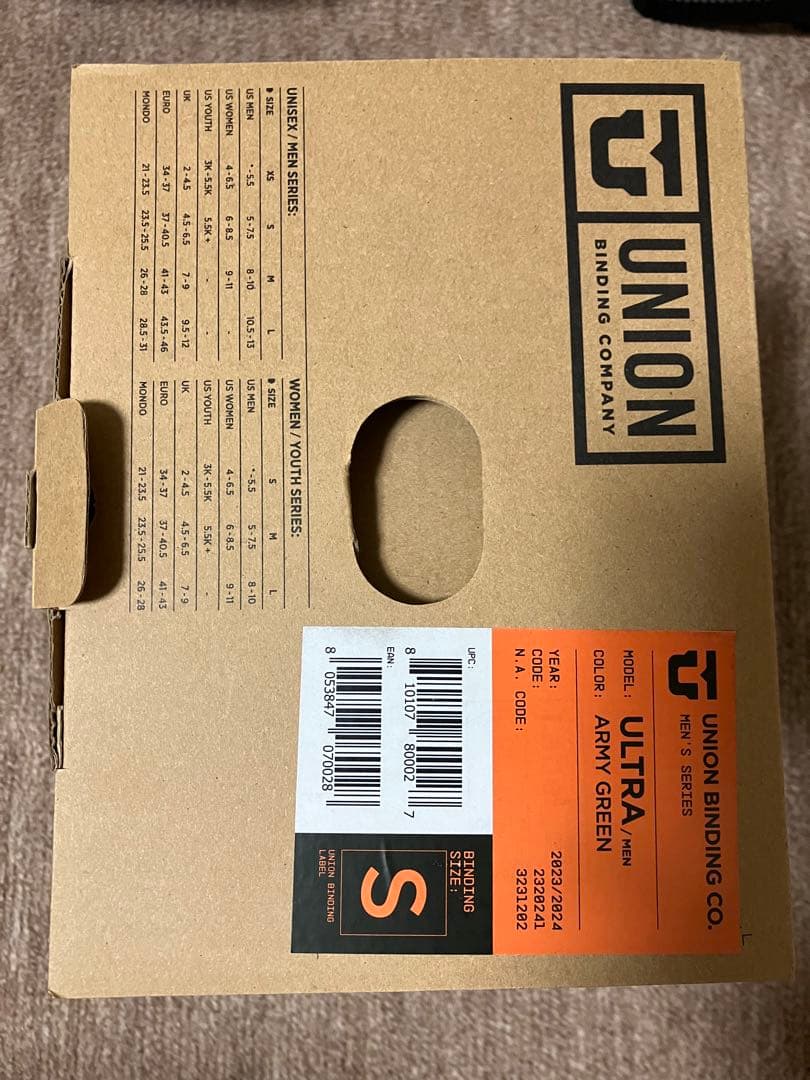 UNION
BINDING COMPANY
UNISEX / MEN SERIES:
SIZE XS S M L
US MEN *-5.5 5-7.5 8-10 10.5-13
US WOMEN 4-6.5 6-8.5 9-11 -
US YOUTH 3K-5.5K 5.5K+ - -
UK 2-4.5 4.5-6.5 7-9 9.5-12
EURO 34-37 37-40.5 41-43 43.5-46
MONDO 21-23.5 23.5-25.5 26-28 28.5-31
WOMEN / YOUTH SERIES:
SIZE S M L
US MEN *-5.5 5-7.5 8-10
US WOMEN 4-6.5 6-8.5 9-11
US YOUTH 3K-5.5K 5.5K+ -
UK 2-4.5 4.5-6.5 7-9
EURO 34-37 37-40.5 41-43
MONDO 21-23.5 23.5-25.5 26-28
UNION BINDING CO.
MEN'S SERIES
MODEL: ULTRA/MEN
COLOR: ARMY GREEN
YEAR: 2023/2024
CODE: 2320241
N.A. CODE: 3231202
UPC:
8 10107 80002 7
EAN:
8 053847 070028
BINDING
SIZE:
S
UNION BINDING
LABEL